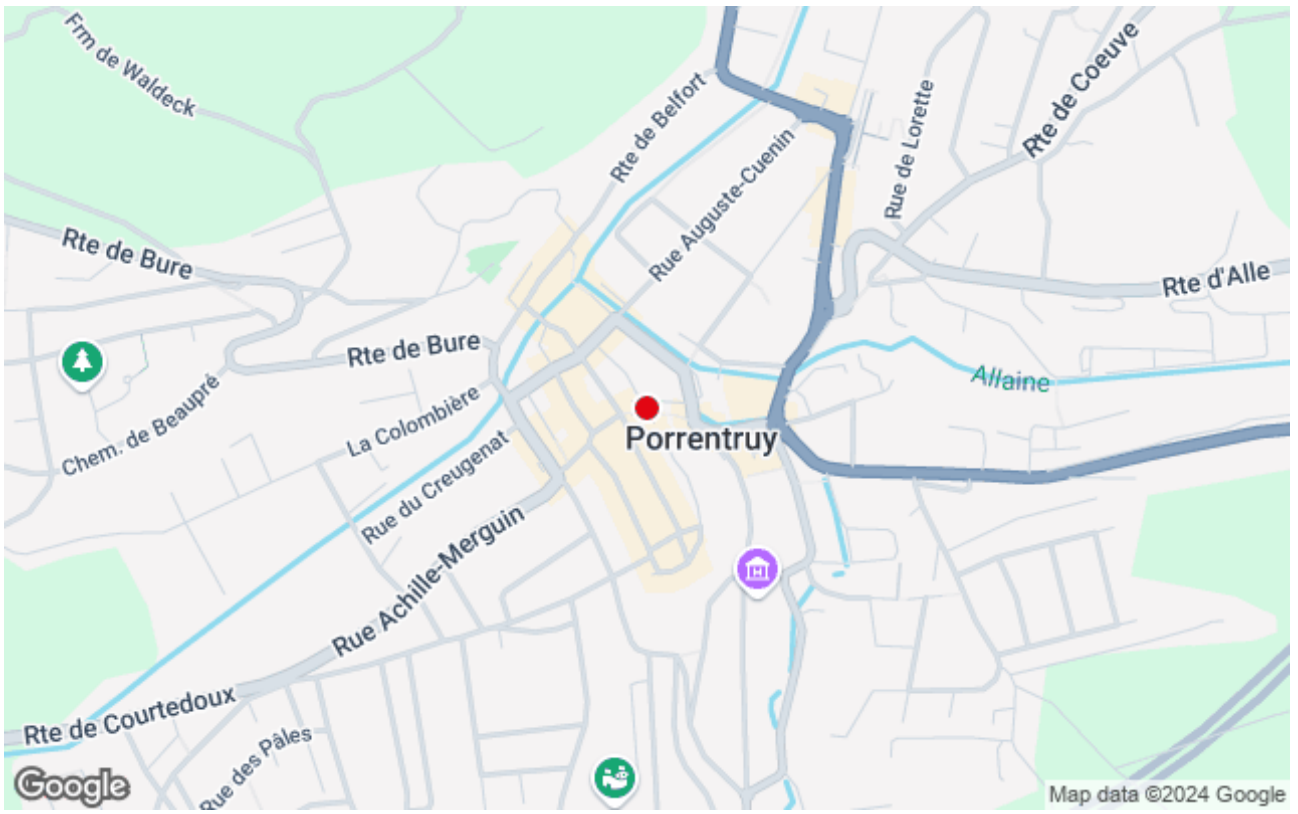 Frm de Waldeck
Rte de Belfort
Rue Auguste-Cuenin
Rue de Lorette
Rte de Coeuve
Rte de Bure
Rte d'Alle
Rte de Bure
Allaine
Chem. de Beaupré
La Colombière
Porrentruy
Rue du Creugenat
Rue Achille-Merguin
Rte de Courtedoux
Rue des Pâles
H
Google
Map data ©2024 Google